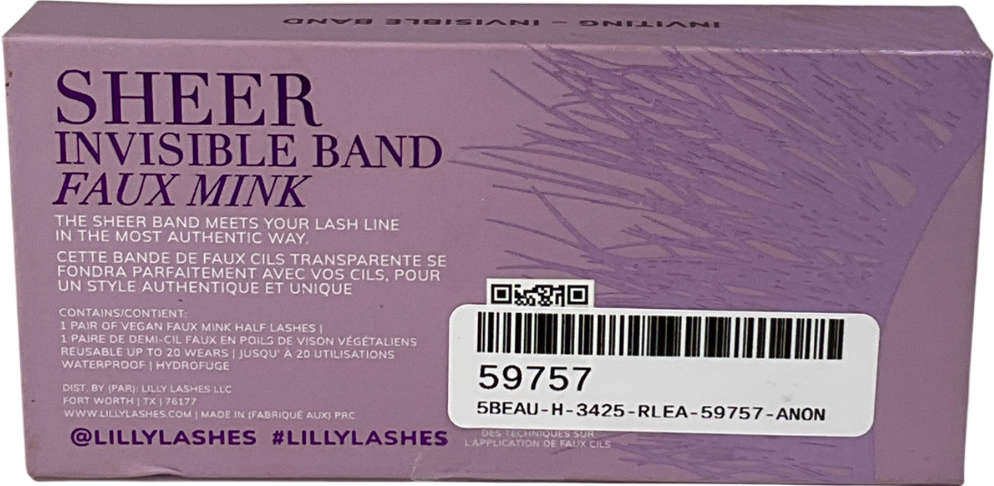 INVITING - INVISIBLE BAND
SHEER
INVISIBLE BAND
FAUX MINK
THE SHEER BAND MEETS YOUR LASH LINE
IN THE MOST AUTHENTIC WAY.
CETTE BANDE DE FAUX CILS TRANSPARENTE SE
FONDRA PARFAITEMENT AVEC VOS CILS, POUR
UN STYLE AUTHENTIQUE ET UNIQUE
CONTAINS/CONTIENT:
1 PAIR OF VEGAN FAUX MINK HALF LASHES |
1 PAIRE DE DEMI-CIL FAUX EN POILS DE VISON VÉGÉTALIENS
REUSABLE UP TO 20 WEARS | JUSQU' À 20 UTILISATIONS
WATERPROOF | HYDROFUGE
DIST. BY (PAR): LILLY LASHES LLC
FORT WORTH | TX | 76177
WWW.LILLYLASHES.COM | MADE IN (FABRIQUÉ AUX) PRC
@LILLYLASHES #LILLYLASHES
59757
5BEAU-H-3425-RLEA-59757-ANON
DES TECHNIQUES SUR
L'APPLICATION DE FAUX CILS